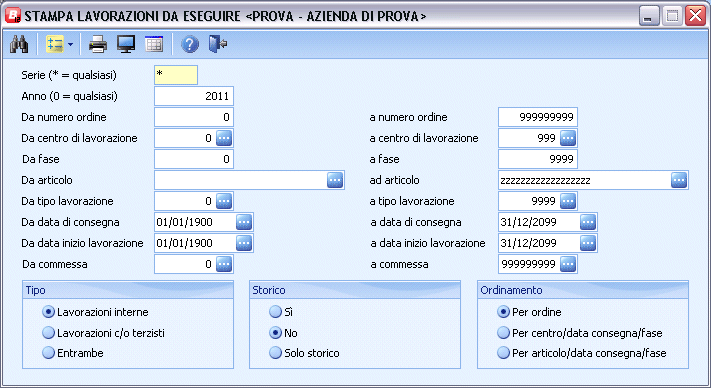 STAMPA LAVORAZIONI DA ESEGUIRE <PROVA - AZIENDA DI PROVA>
Serie (* = qualsiasi) *
Anno (0 = qualsiasi) 2011
Da numero ordine 0 a numero ordine 999999999
Da centro di lavorazione 0 a centro di lavorazione 999
Da fase 0 a fase 9999
Da articolo ad articolo zzzzzzzzzzzzzzzzzz
Da tipo lavorazione 0 a tipo lavorazione 9999
Da data di consegna 01/01/1900 a data di consegna 31/12/2099
Da data inizio lavorazione 01/01/1900 a data inizio lavorazione 31/12/2099
Da commessa 0 a commessa 999999999
Tipo Storico Ordinamento
Lavorazioni interne Sì Per ordine
Lavorazioni c/o terzisti No Per centro/data consegna/fase
Entrambe Solo storico Per articolo/data consegna/fase